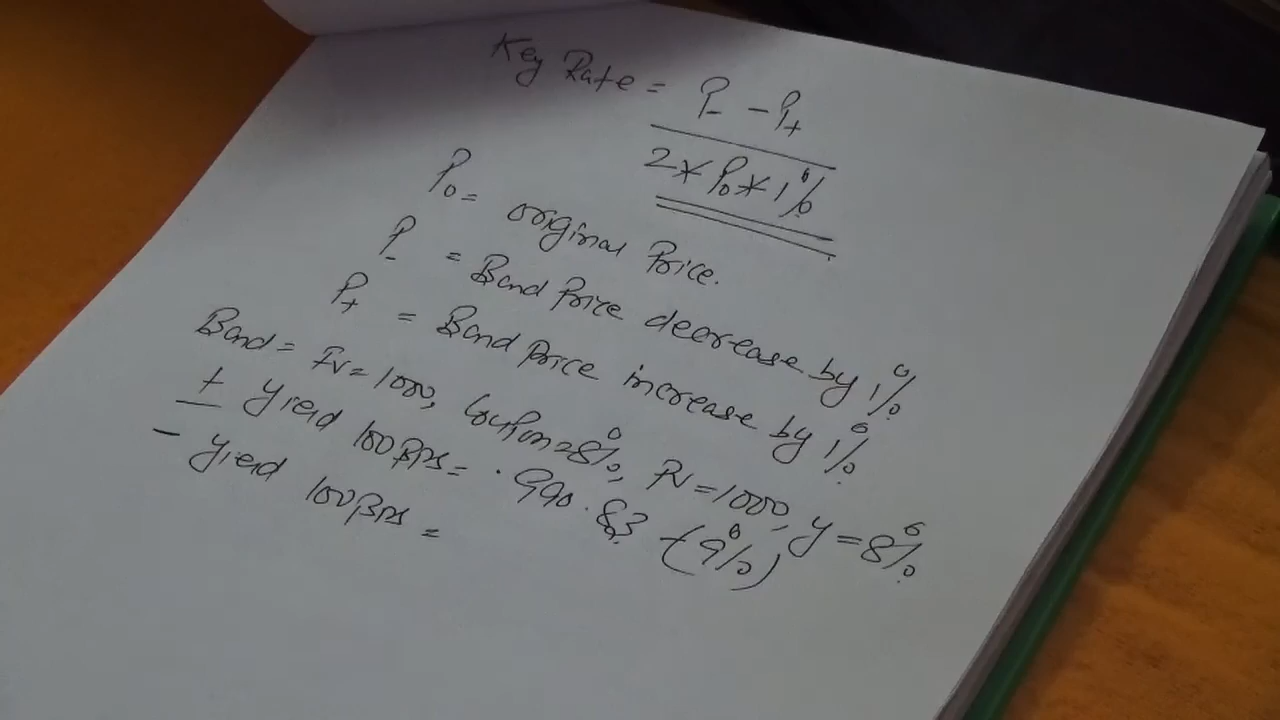 Key Rate = P- - P+
2 * P0 * 1%
P0 = original Price.
P- = Bond Price decrease by 1%
P+ = Bond Price increase by 1%
Bond = FV = 1000, Coupon = 8%, PV = 1000, y = 8%
+ yield 100 BPS = 990.83 - (9%)
- yield 100 BPS =